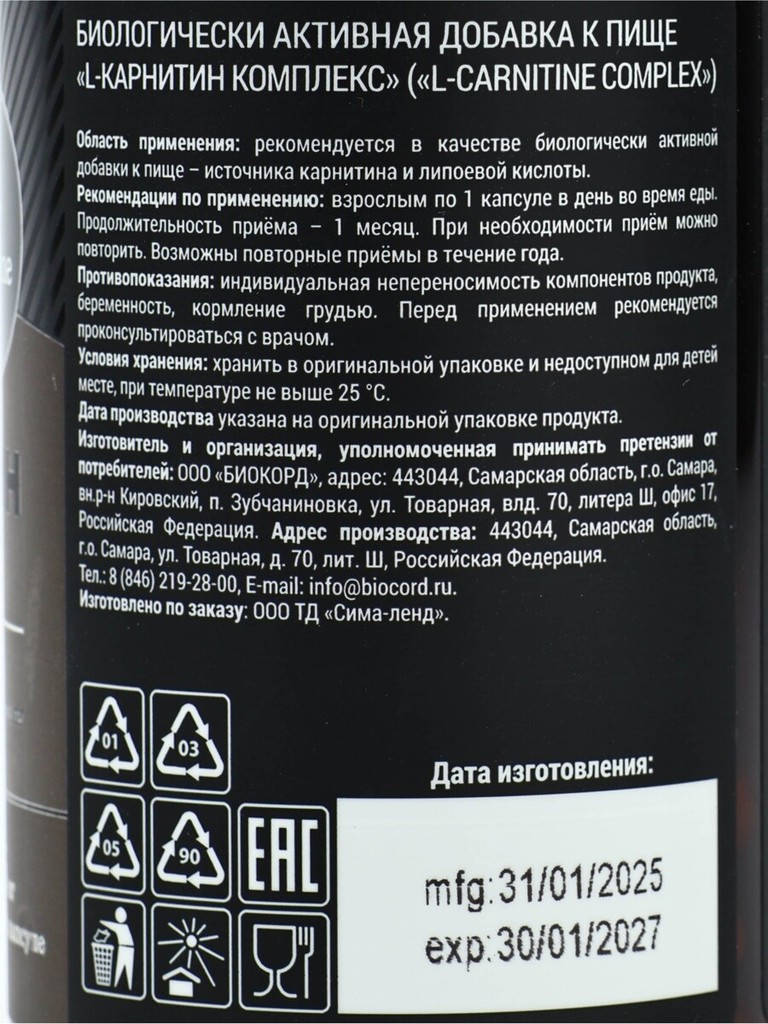 БИОЛОГИЧЕСКИ АКТИВНАЯ ДОБАВКА К ПИЩЕ
«L-КАРНИТИН КОМПЛЕКС» («L-CARNITINE COMPLEX»)
Область применения: рекомендуется в качестве биологически активной
добавки к пище – источника карнитина и липоевой кислоты.
Рекомендации по применению: взрослым по 1 капсуле в день во время еды.
Продолжительность приёма – 1 месяц. При необходимости приём можно
повторить. Возможны повторные приёмы в течение года.
Противопоказания: индивидуальная непереносимость компонентов продукта,
беременность, кормление грудью. Перед применением рекомендуется
проконсультироваться с врачом.
Условия хранения: хранить в оригинальной упаковке и недоступном для детей
месте, при температуре не выше 25 °С.
Дата производства указана на оригинальной упаковке продукта.
Изготовитель и организация, уполномоченная принимать претензии от
потребителей: ООО «БИОКОРД», адрес: 443044, Самарская область, г.о. Самара,
вн.р-н Кировский, п. Зубчаниновка, ул. Товарная, влд. 70, литера Ш, офис 17,
Российская Федерация. Адрес производства: 443044, Самарская область,
г.о. Самара, ул. Товарная, д. 70, лит. Ш, Российская Федерация.
Тел.: 8 (846) 219-28-00, E-mail: info@biocord.ru.
Изготовлено по заказу: ООО ТД «Сима-ленд».
01
03
05
90
EAC
Дата изготовления:
mfg:31/01/2025
exp:30/01/2027